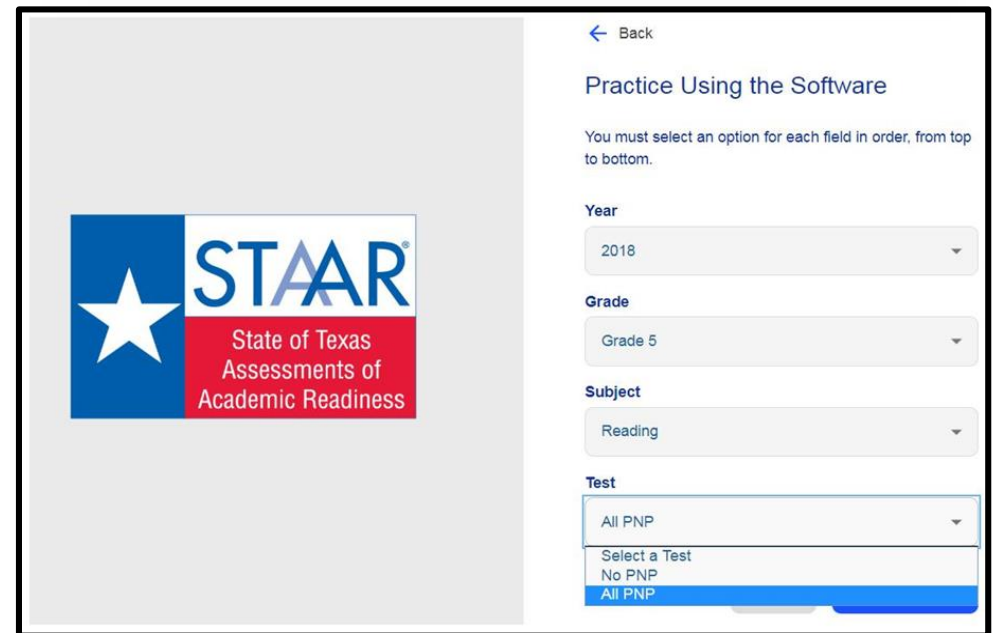 STAAR®
State of Texas
Assessments of
Academic Readiness
Back
Practice Using the Software
You must select an option for each field in order, from top
to bottom.
Year
2018
Grade
Grade 5
Subject
Reading
Test
All PNP
Select a Test
No PNP
All PNP